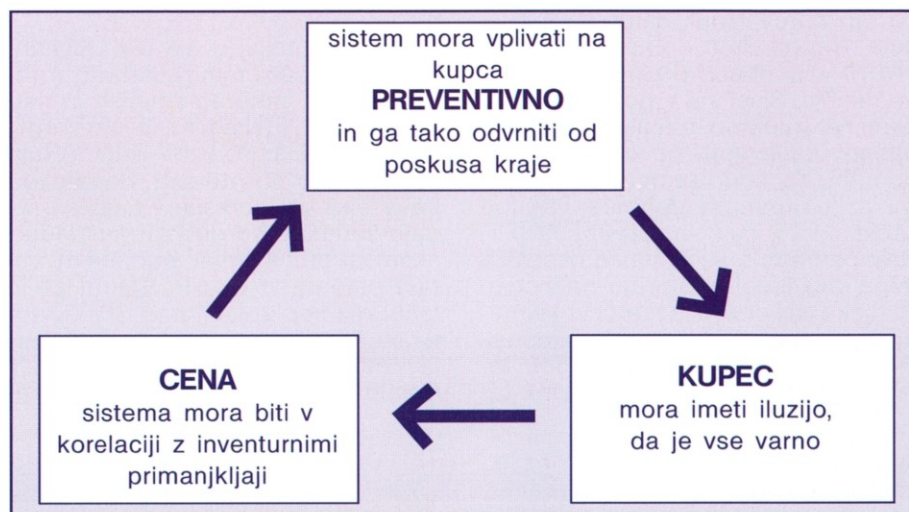 sistem mora vplivati na
kupca
PREVENTIVNO
in ga tako odvrniti od
poskusa kraje
CENA
sistema mora biti v
korelaciji z inventurnimi
primanjkljaji
KUPEC
mora imeti iluzijo,
da je vse varno